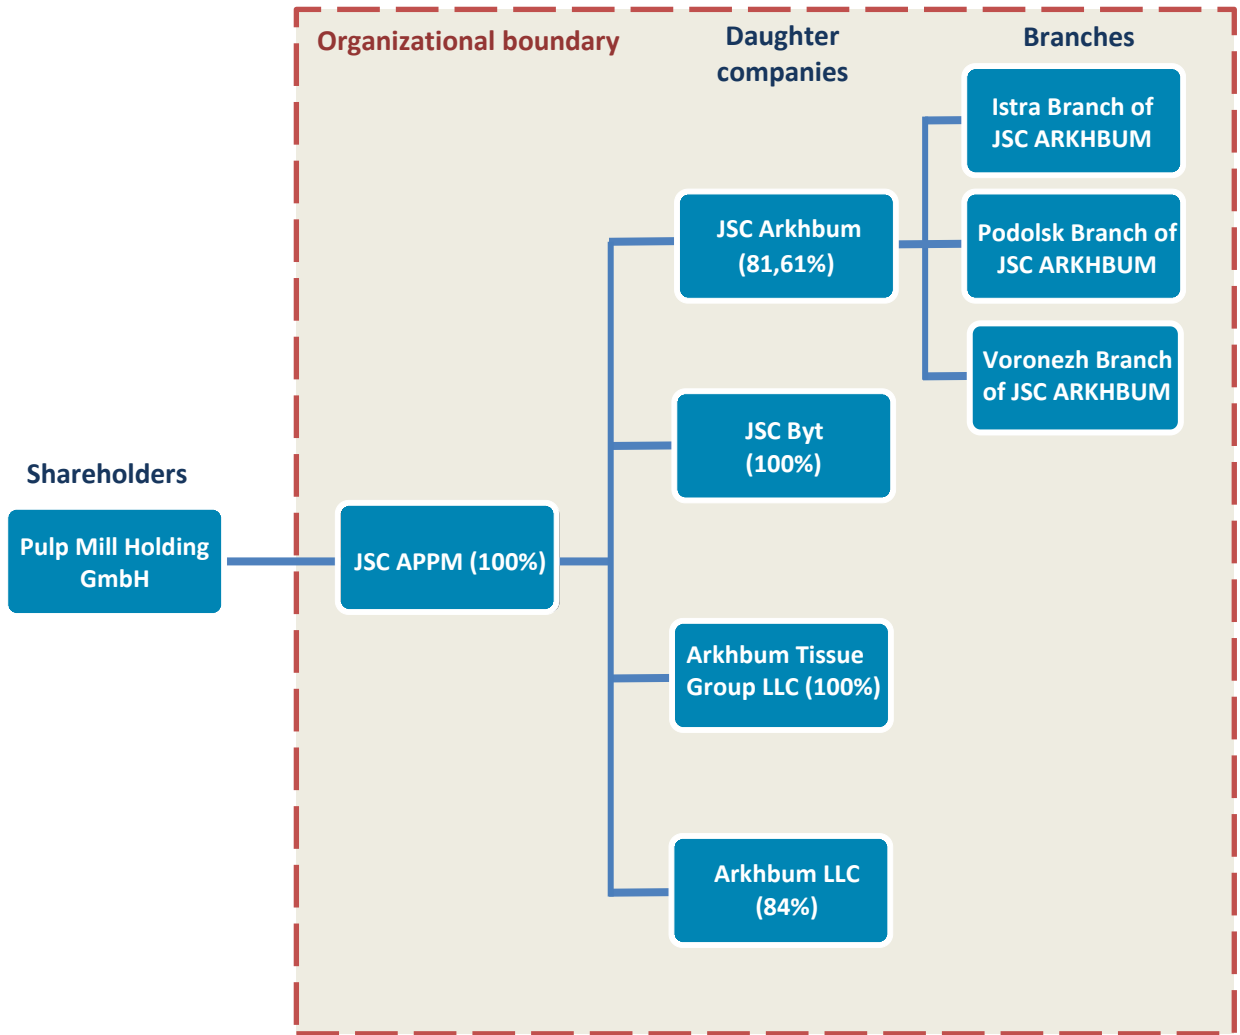 Organizational boundary
Daughter
companies
Branches
Istra Branch of
JSC ARKHBUM
JSC Arkhbum
(81,61%)
Podolsk Branch of
JSC ARKHBUM
Voronezh Branch
of JSC ARKHBUM
JSC Byt
(100%)
Shareholders
Pulp Mill Holding
GmbH
JSC APPM (100%)
Arkhbum Tissue
Group LLC (100%)
Arkhbum LLC
(84%)